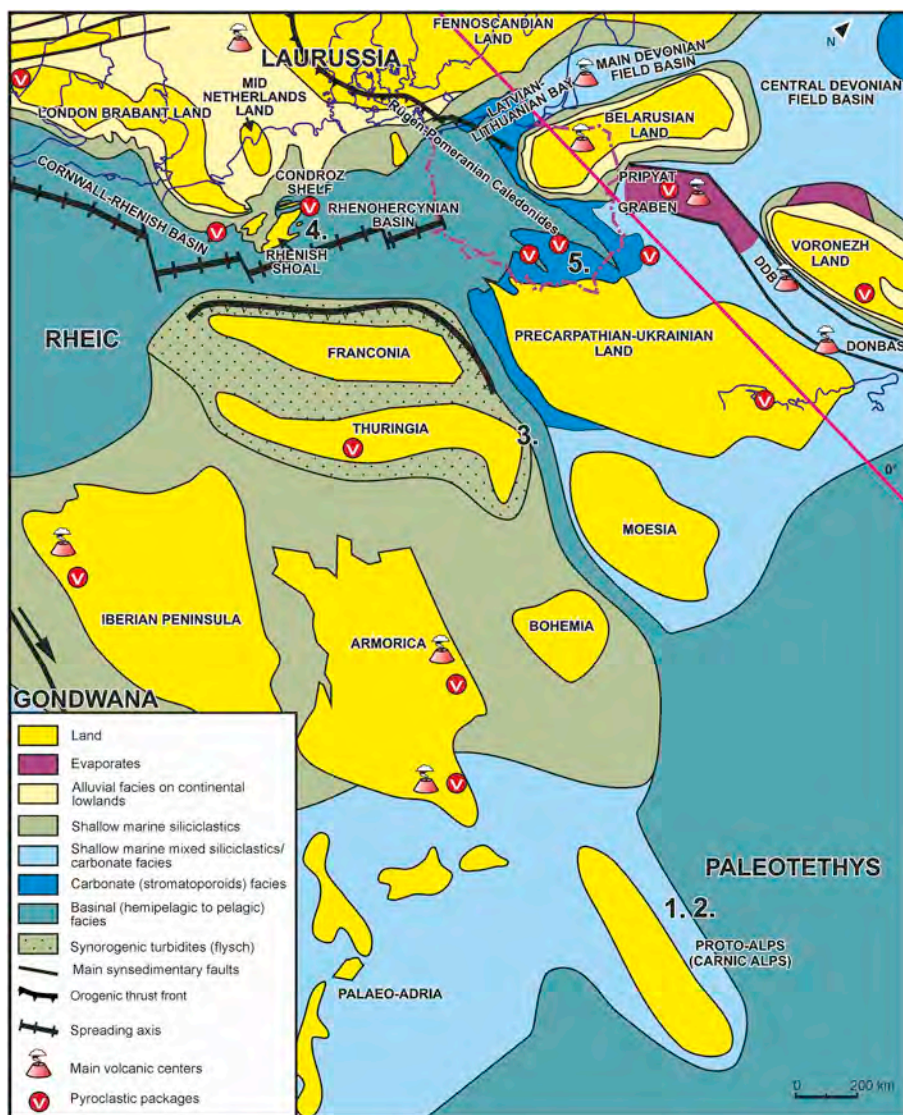 FENNOSCANDIAN
LAND
N
LAURUSSIA
MAIN DEVONIAN
FIELD BASIN
CENTRAL DEVONIAN
FIELD BASIN
MID
NETHERLANDS
LAND
LONDON BRABANT LAND
LATVIAN-
LITHUANIAN BAY
Rugen-Pomeranian Caledonides
BELARUSIAN
LAND
CONDROZ
SHELF
PRIPYAT
GRABEN
CORNWALL-RHENISH BASIN
RHENOHERCYNIAN
BASIN
4.
RHENISH
SHOAL
VORONEZH
LAND
DDB
5.
RHEIC
PRECARPATHIAN-UKRAINIAN
LAND
DONBAS
FRANCONIA
THURINGIA
3.
0°
MOESIA
IBERIAN PENINSULA
BOHEMIA
ARMORICA
GONDWANA
Land
Evaporates
Alluvial facies on continental
lowlands
Shallow marine siliciclastics
Shallow marine mixed siliciclastics/
carbonate facies
Carbonate (stromatoporoids) facies
Basinal (hemipelagic to pelagic)
facies
Synorogenic turbidites (flysch)
Main synsedimentary faults
Orogenic thrust front
Spreading axis
Main volcanic centers
V Pyroclastic packages
PALEOTETHYS
1. 2.
PROTO-ALPS
(CARNIC ALPS)
PALAEO-ADRIA
0 200 km